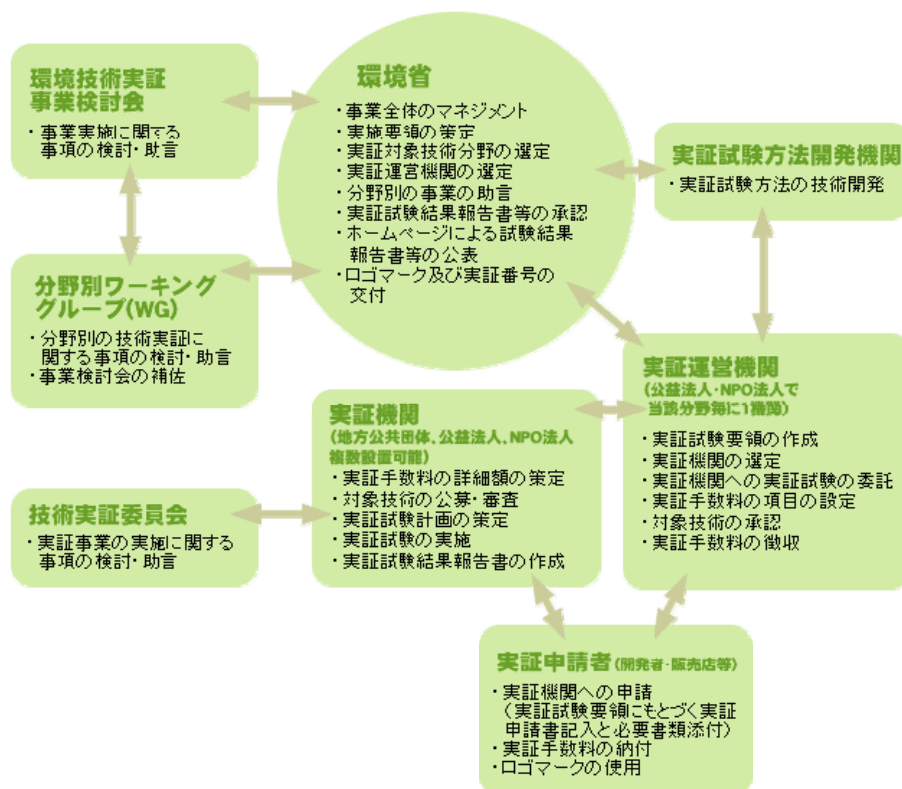 環境技術実証
事業検討会
・事業実施に関する
事項の検討・助言
環境省
・事業全体のマネジメント
・実施要領の策定
・実証対象技術分野の選定
・実証運営機関の選定
・分野別の事業の助言
・実証試験結果報告書等の承認
・ホームページによる試験結果
報告書等の公表
・ロゴマーク及び実証番号の
交付
実証試験方法開発機関
・実証試験方法の技術開発
分野別ワーキング
グループ(WG)
・分野別の技術実証に
関する事項の検討・助言
・事業検討会の補佐
実証運営機関
(公益法人・NPO法人で
当該分野毎に1機関)
・実証試験要領の作成
・実証機関の選定
・実証機関への実証試験の委託
・実証手数料の項目の設定
・対象技術の承認
・実証手数料の徴収
実証機関
(地方公共団体、公益法人、NPO法人
複数設置可能)
・実証手数料の詳細額の策定
・対象技術の公募・審査
・実証試験計画の策定
・実証試験の実施
・実証試験結果報告書の作成
技術実証委員会
・実証事業の実施に関する
事項の検討・助言
実証申請者(開発者・販売店等)
・実証機関への申請
(実証試験要領にもとづく実証
申請書記入と必要書類添付)
・実証手数料の納付
・ロゴマークの使用